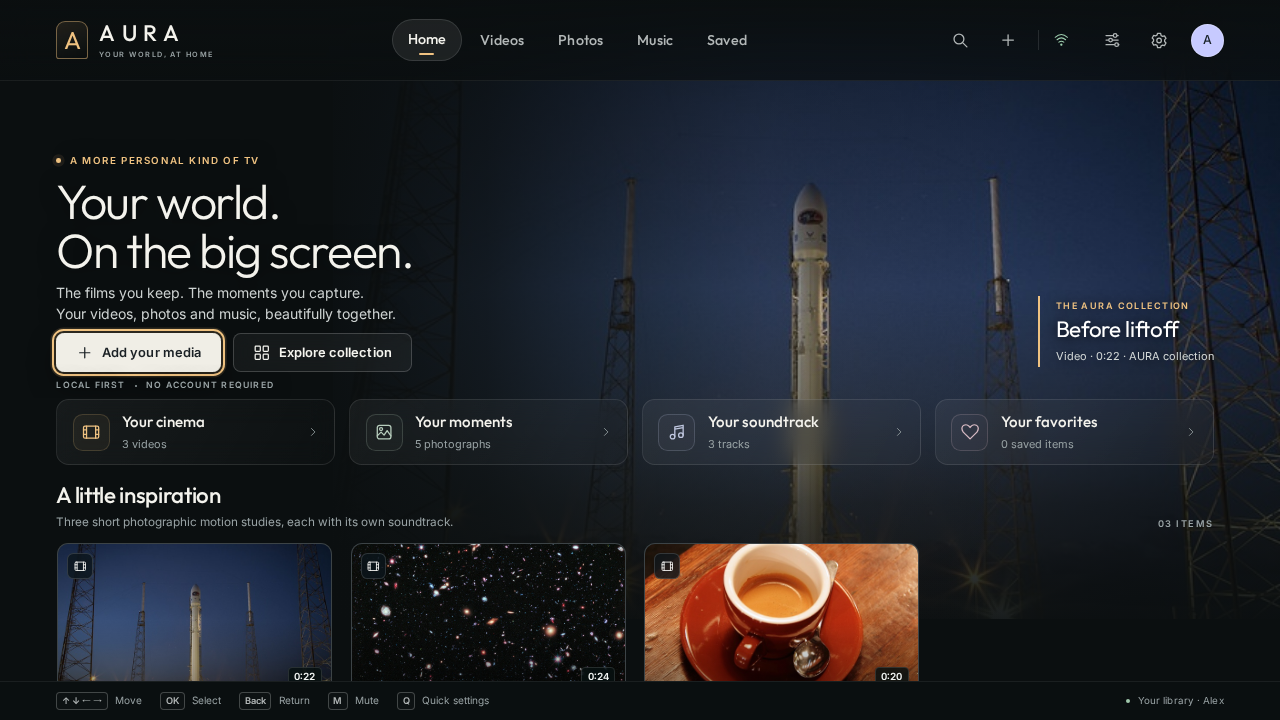 A
AURA
YOUR WORLD, AT HOME
Home
Videos
Photos
Music
Saved
A
A MORE PERSONAL KIND OF TV
Your world.
On the big screen.
The films you keep. The moments you capture.
Your videos, photos and music, beautifully together.
Add your media
Explore collection
LOCAL FIRST • NO ACCOUNT REQUIRED
THE AURA COLLECTION
Before liftoff
Video · 0:22 · AURA collection
Your cinema
3 videos
Your moments
5 photographs
Your soundtrack
3 tracks
Your favorites
0 saved items
A little inspiration
Three short photographic motion studies, each with its own soundtrack.
03 ITEMS
0:22
0:24
0:20
↑↓←→ Move
OK Select
Back Return
M Mute
Q Quick settings
Your library · Alex